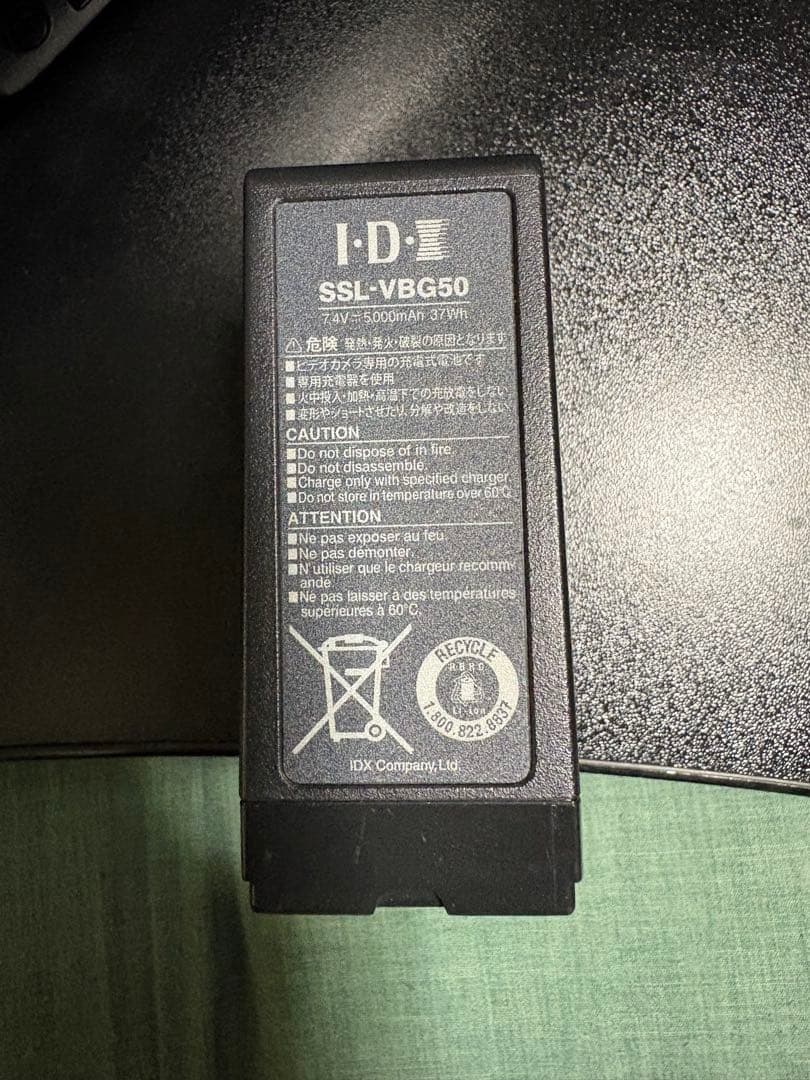 I·D·X
SSL-VBG50
7.4V⎓5,000mAh 37Wh
⚠危険 発熱・発火・破裂の原因となります
■ビデオカメラ専用の充電式電池です
■専用充電器を使用
■火中投入・加熱・高温下での充放電をしない
■変形やショートさせたり、分解や改造をしない
CAUTION
■Do not dispose of in fire.
■Do not disassemble.
■Charge only with specified charger.
■Do not store in temperature over 60°C.
ATTENTION
■Ne pas exposer au feu.
■Ne pas démonter.
■N'utiliser que le chargeur recomm-
andé.
■Ne pas laisser à des températures
supérieures à 60°C.
RECYCLE
RBRC
Li-ion
1.800.822.8837
IDX Company,Ltd.